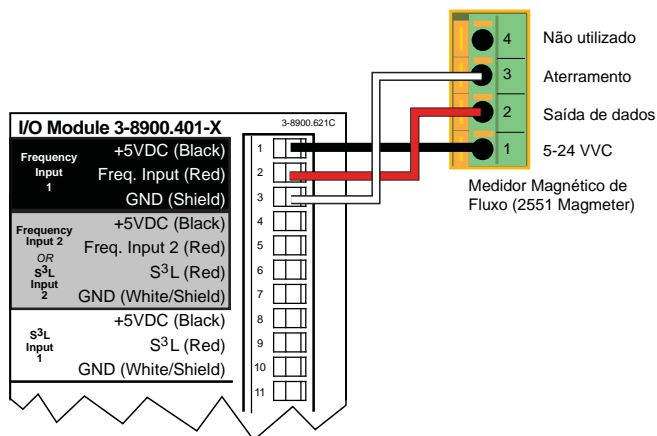 4 Não utilizado
3 Aterramento
2 Saída de dados
1 5-24 VVC
Medidor Magnético de
Fluxo (2551 Magmeter)
I/O Module 3-8900.401-X
3-8900.621C
Frequency
Input
1
+5VDC (Black)
Freq. Input (Red)
GND (Shield)
Frequency
Input 2
OR
S³L
Input
2
+5VDC (Black)
Freq. Input 2 (Red)
S³L (Red)
GND (White/Shield)
S³L
Input
1
+5VDC (Black)
S³L (Red)
GND (White/Shield)
1
2
3
4
5
6
7
8
9
10
11